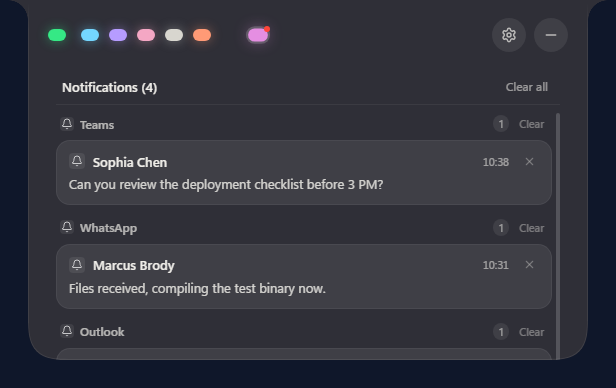 Notifications (4)
Clear all
Teams
1
Clear
Sophia Chen
10:38
Can you review the deployment checklist before 3 PM?
WhatsApp
1
Clear
Marcus Brody
10:31
Files received, compiling the test binary now.
Outlook
1
Clear